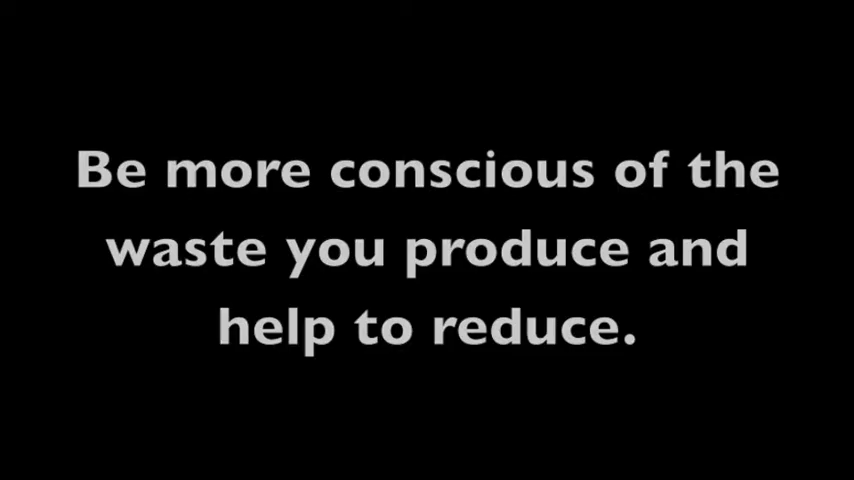 Be more conscious of the
waste you produce and
help to reduce.